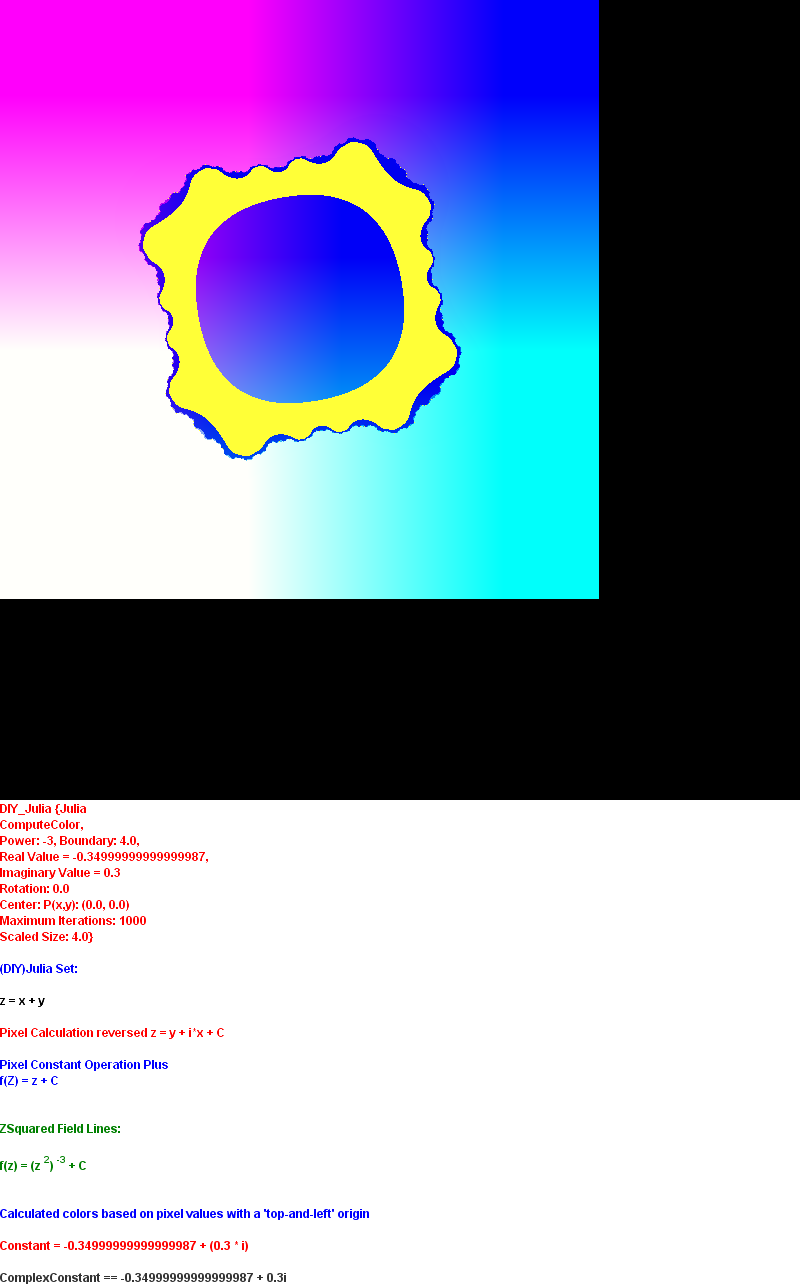 DIY_Julia {Julia
ComputeColor,
Power: -3, Boundary: 4.0,
Real Value = -0.34999999999999987,
Imaginary Value = 0.3
Rotation: 0.0
Center: P(x,y): (0.0, 0.0)
Maximum Iterations: 1000
Scaled Size: 4.0}
(DIY)Julia Set:
z = x + y
Pixel Calculation reversed z = y + i*x + C
Pixel Constant Operation Plus
f(Z) = z + C
ZSquared Field Lines:
f(z) = (z ²) ⁻³ + C
Calculated colors based on pixel values with a 'top-and-left' origin
Constant = -0.34999999999999987 + (0.3 * i)
ComplexConstant == -0.34999999999999987 + 0.3i